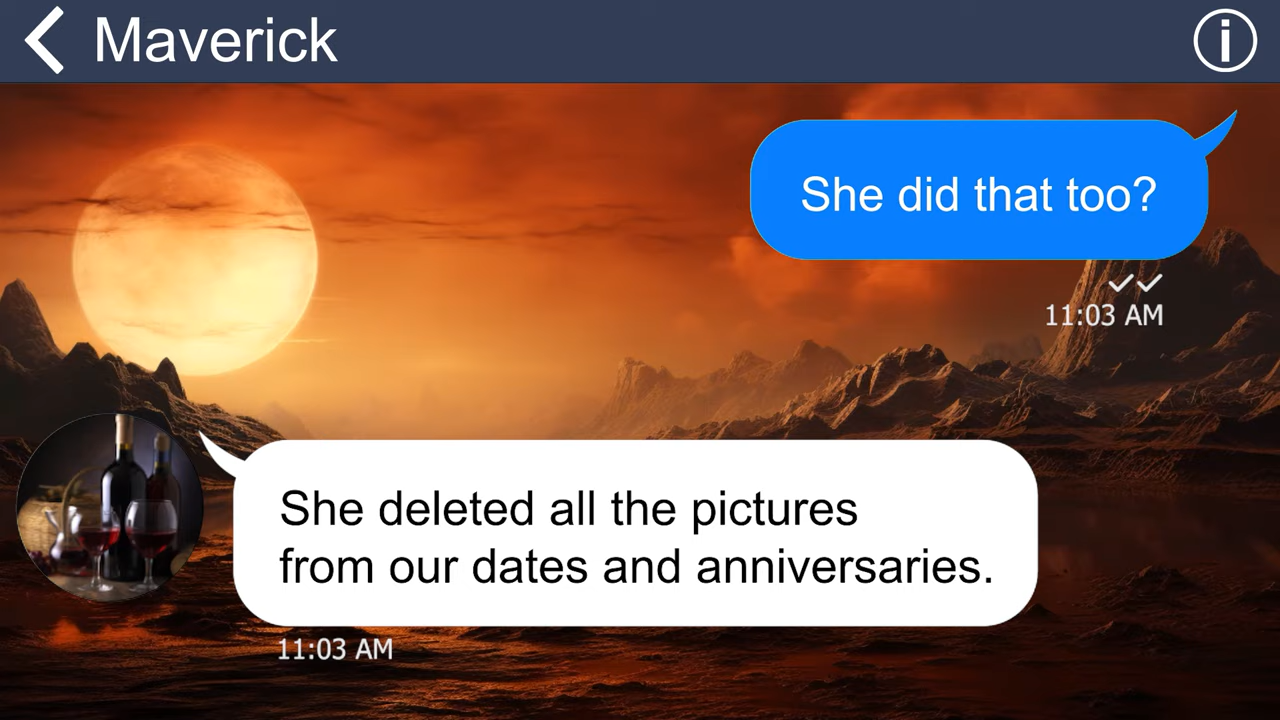 Maverick
She did that too?
11:03 AM
She deleted all the pictures
from our dates and anniversaries.
11:03 AM